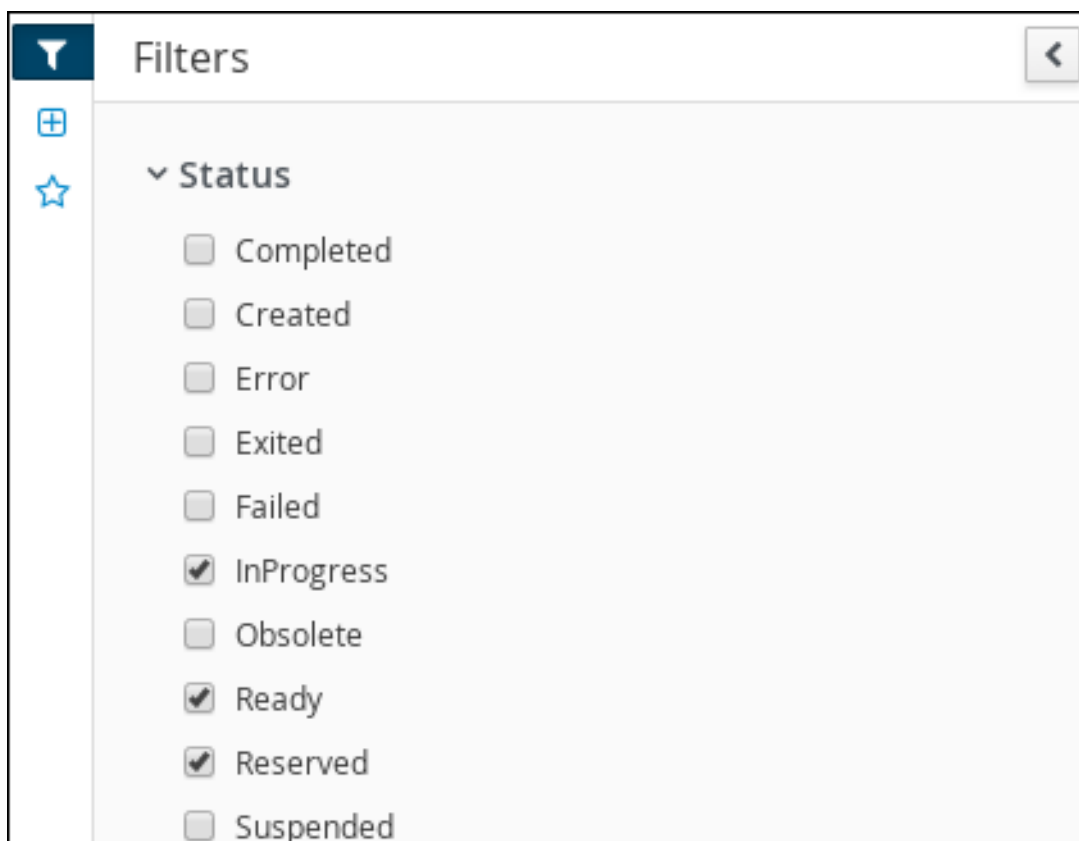 Filters
Status
Completed
Created
Error
Exited
Failed
InProgress
Obsolete
Ready
Reserved
Suspended